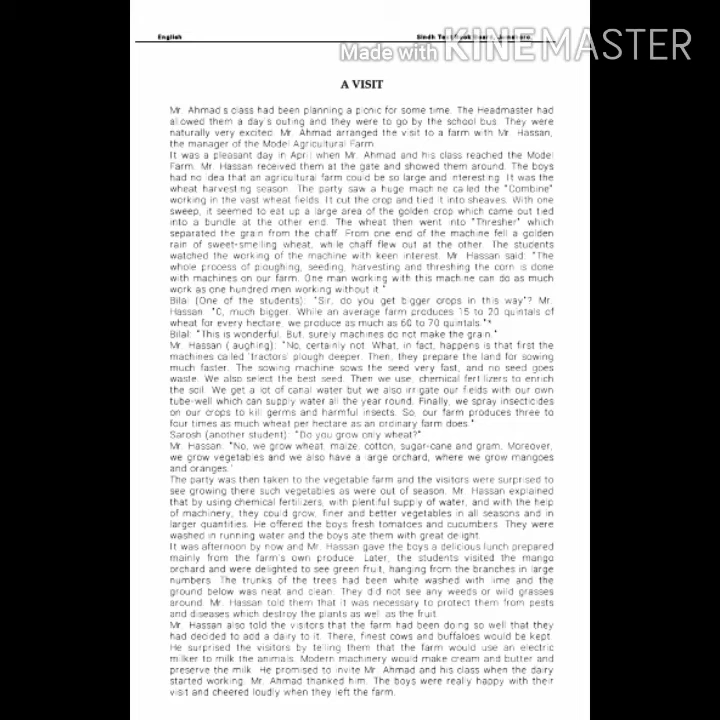 English
Sindh Text Book Board, Jamshoro.
Made with KINEMASTER
A VISIT
Mr. Ahmad's class had been planning a picnic for some time. The Headmaster had
allowed them a day's outing and they were to go by the school bus. They were
naturally very excited. Mr. Ahmad arranged the visit to a farm with Mr. Hassan,
the manager of the Model Agricultural Farm.
It was a pleasant day in April when Mr. Ahmad and his class reached the Model
Farm. Mr. Hassan received them at the gate and showed them around. The boys
had no idea that an agricultural farm could be so large and interesting. It was the
wheat harvesting season. The party saw a huge machine called the "Combine"
working in the vast wheat fields. It cut the crop and tied it into sheaves. With one
sweep, it seemed to eat up a large area of the golden crop which came out tied
into a bundle at the other end. The wheat then went into "Thresher" which
separated the grain from the chaff. From one end of the machine fell a golden
rain of sweet-smelling wheat, while chaff flew out at the other. The students
watched the working of the machine with keen interest. Mr. Hassan said: "The
whole process of ploughing, seeding, harvesting and threshing the corn is done
with machines on our farm. One man working with this machine can do as much
work as one hundred men working without it."
Bilal (One of the students): "Sir, do you get bigger crops in this way"? Mr.
Hassan: "O, much bigger. While an average farm produces 15 to 20 quintals of
wheat for every hectare, we produce as much as 60 to 70 quintals."*
Bilal: "This is wonderful. But, surely machines do not make the grain."
Mr. Hassan (Laughing): "No, certainly not. What, in fact, happens is that first the
machines called 'tractors' plough deeper. Then, they prepare the land for sowing
much faster. The sowing machine sows the seed very fast, and no seed goes
waste. We also select the best seed. Then we use, chemical fertilizers to enrich
the soil. We get a lot of canal water but we also irrigate our fields with our own
tube-well which can supply water all the year round. Finally, we spray insecticides
on our crops to kill germs and harmful insects. So, our farm produces three to
four times as much wheat per hectare as an ordinary farm does."
Sarosh (another student): "Do you grow only wheat?"
Mr. Hassan: "No, we grow wheat, maize, cotton, sugar-cane and gram. Moreover,
we grow vegetables and we also have a large orchard, where we grow mangoes
and oranges."
The party was then taken to the vegetable farm and the visitors were surprised to
see growing there such vegetables as were out of season. Mr. Hassan explained
that by using chemical fertilizers, with plentiful supply of water, and with the help
of machinery, they could grow, finer and better vegetables in all seasons and in
larger quantities. He offered the boys fresh tomatoes and cucumbers. They were
washed in running water and the boys ate them with great delight.
It was afternoon by now and Mr. Hassan gave the boys a delicious lunch prepared
mainly from the farm's own produce. Later, the students visited the mango
orchard and were delighted to see green fruit, hanging from the branches in large
numbers. The trunks of the trees had been white washed with lime and the
ground below was neat and clean. They did not see any weeds or wild grasses
around. Mr. Hassan told them that it was necessary to protect them from pests
and diseases which destroy the plants as well as the fruit.
Mr. Hassan also told the visitors that the farm had been doing so well that they
had decided to add a dairy to it. There, finest cows and buffaloes would be kept.
He surprised the visitors by telling them that the farm would use an electric
milker to milk the animals. Modern machinery would make cream and butter and
preserve the milk. He promised to invite Mr. Ahmad and his class when the dairy
started working. Mr. Ahmad thanked him. The boys were really happy with their
visit and cheered loudly when they left the farm.